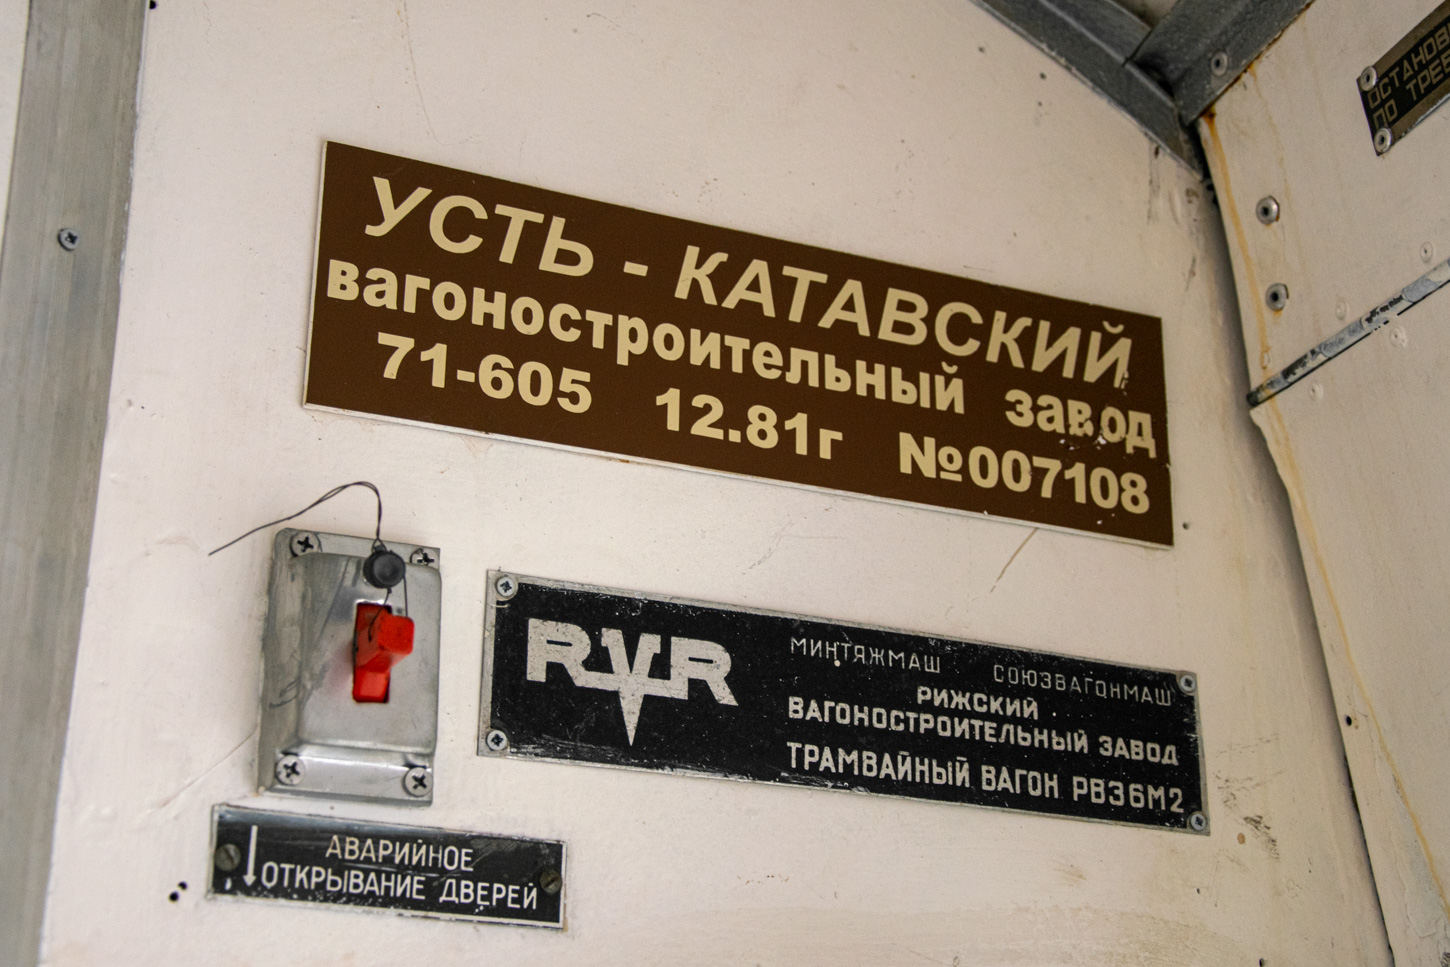 УСТЬ - КАТАВСКИЙ
вагоностроительный завод
71-605 12.81г №007108
RVR
МИНТЯЖМАШ СОЮЗВАГОНМАШ
РИЖСКИЙ
ВАГОНОСТРОИТЕЛЬНЫЙ ЗАВОД
ТРАМВАЙНЫЙ ВАГОН РВЗ6М2
АВАРИЙНОЕ
ОТКРЫВАНИЕ ДВЕРЕЙ
ПО